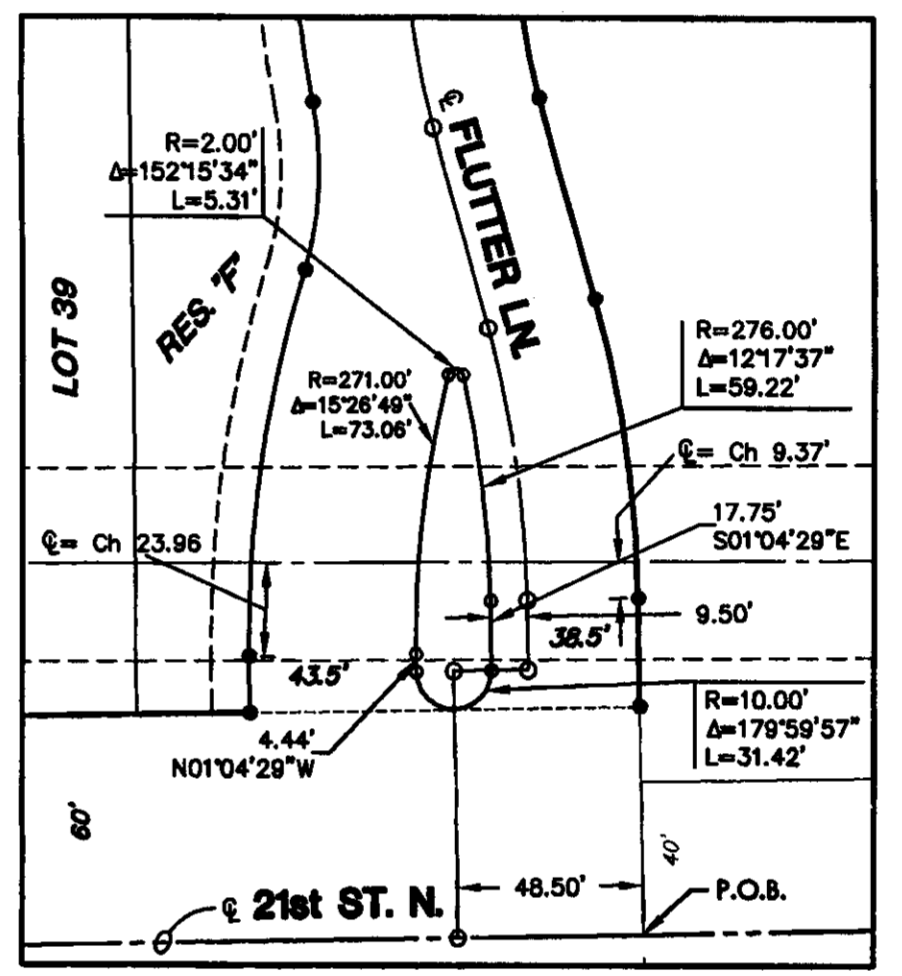 R=2.00'
Δ=152°15'34"
L=5.31'
℄ FLUTTER LN.
LOT 39
RES. "F"
R=276.00'
Δ=12°17'37"
L=59.22'
R=271.00'
Δ=15°26'49"
L=73.06'
℄= Ch 9.37'
17.75'
S01°04'29"E
℄= Ch 23.96
9.50'
38.5'
43.5'
R=10.00'
Δ=179°59'57"
L=31.42'
4.44'
N01°04'29"W
60'
40'
48.50'
P.O.B.
℄ 21st ST. N.